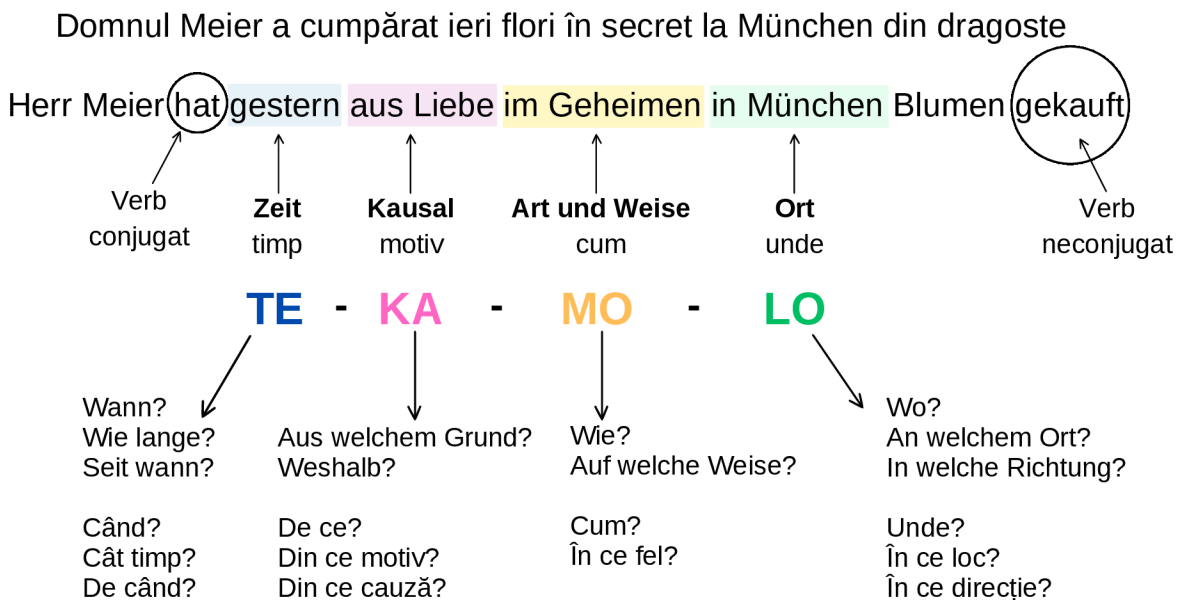 Domnul Meier a cumpărat ieri flori în secret la München din dragoste
Herr Meier hat gestern aus Liebe im Geheimen in München Blumen gekauft
Verb
conjugat
Zeit
timp
Kausal
motiv
Art und Weise
cum
Ort
unde
Verb
neconjugat
TE - KA - MO - LO
Wann?
Wie lange?
Seit wann?
Când?
Cât timp?
De când?
Aus welchem Grund?
Weshalb?
De ce?
Din ce motiv?
Din ce cauză?
Wie?
Auf welche Weise?
Cum?
În ce fel?
Wo?
An welchem Ort?
In welche Richtung?
Unde?
În ce loc?
În ce direcție?